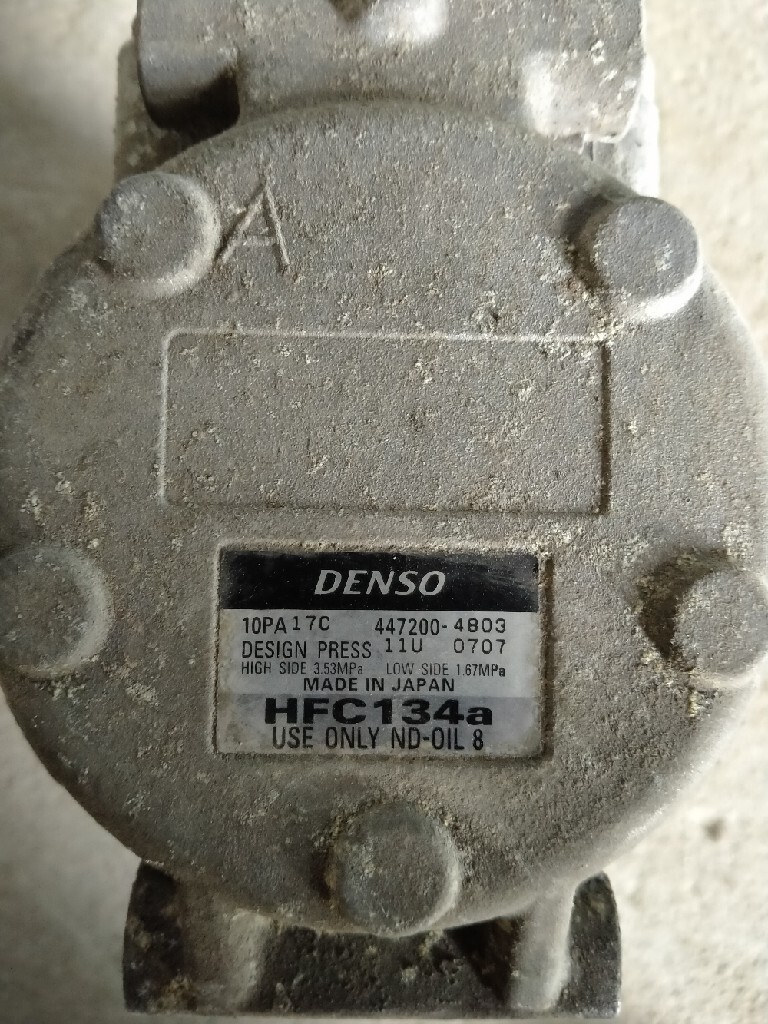 A
DENSO
10PA17C 447200-4803
DESIGN PRESS 11U 0707
HIGH SIDE 3.53MPa LOW SIDE 1.67MPa
MADE IN JAPAN
HFC134a
USE ONLY ND-OIL 8